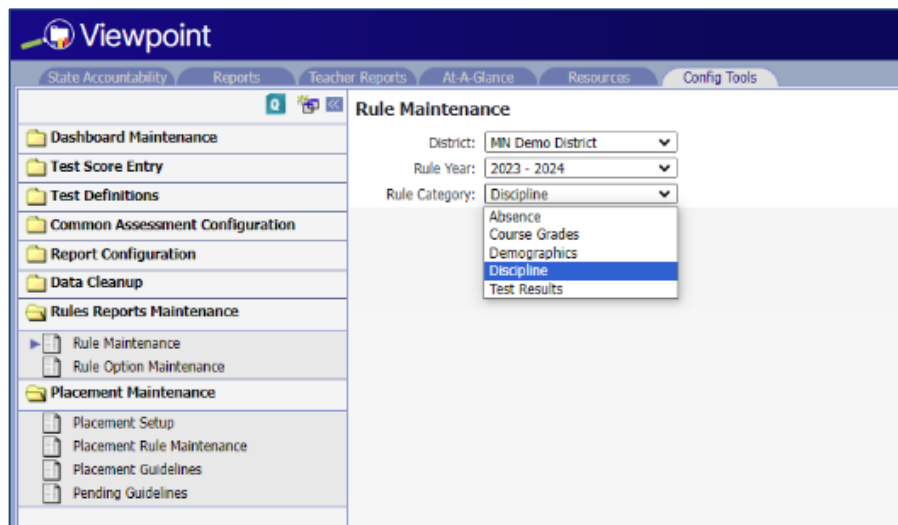 Viewpoint
State Accountability Reports Teacher Reports At-A-Glance Resources Config Tools
Q
Dashboard Maintenance
Test Score Entry
Test Definitions
Common Assessment Configuration
Report Configuration
Data Cleanup
Rules Reports Maintenance
Rule Maintenance
Rule Option Maintenance
Placement Maintenance
Placement Setup
Placement Rule Maintenance
Placement Guidelines
Pending Guidelines
Rule Maintenance
District: MN Demo District
Rule Year: 2023 - 2024
Rule Category: Discipline
Absence
Course Grades
Demographics
Discipline
Test Results